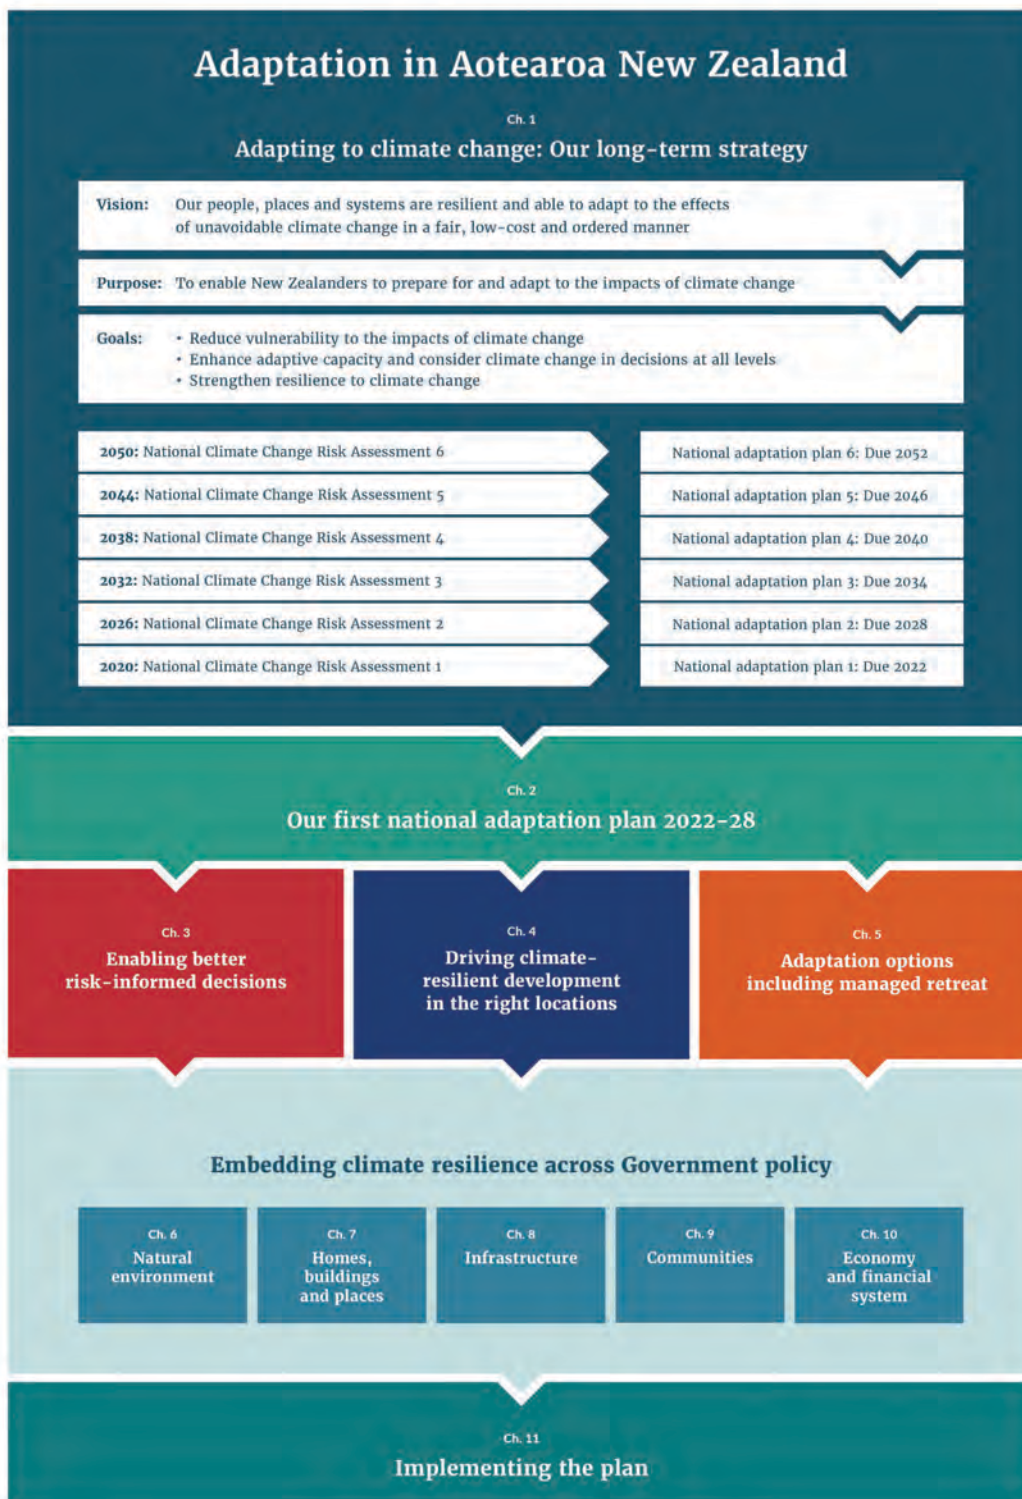 Adaptation in Aotearoa New Zealand
Ch. 1
Adapting to climate change: Our long-term strategy
Vision: Our people, places and systems are resilient and able to adapt to the effects
of unavoidable climate change in a fair, low-cost and ordered manner
Purpose: To enable New Zealanders to prepare for and adapt to the impacts of climate change
Goals: • Reduce vulnerability to the impacts of climate change
• Enhance adaptive capacity and consider climate change in decisions at all levels
• Strengthen resilience to climate change
2050: National Climate Change Risk Assessment 6
National adaptation plan 6: Due 2052
2044: National Climate Change Risk Assessment 5
National adaptation plan 5: Due 2046
2038: National Climate Change Risk Assessment 4
National adaptation plan 4: Due 2040
2032: National Climate Change Risk Assessment 3
National adaptation plan 3: Due 2034
2026: National Climate Change Risk Assessment 2
National adaptation plan 2: Due 2028
2020: National Climate Change Risk Assessment 1
National adaptation plan 1: Due 2022
Ch. 2
Our first national adaptation plan 2022-28
Ch. 3
Enabling better
risk-informed decisions
Ch. 4
Driving climate-
resilient development
in the right locations
Ch. 5
Adaptation options
including managed retreat
Embedding climate resilience across Government policy
Ch. 6
Natural
environment
Ch. 7
Homes,
buildings
and places
Ch. 8
Infrastructure
Ch. 9
Communities
Ch. 10
Economy
and financial
system
Ch. 11
Implementing the plan